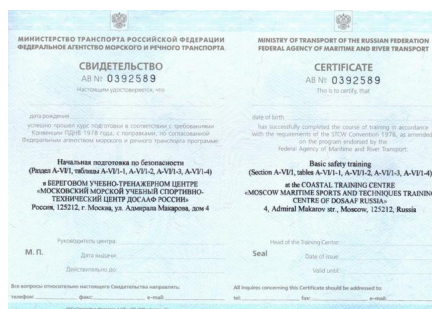 МИНИСТЕРСТВО ТРАНСПОРТА РОССИЙСКОЙ ФЕДЕРАЦИИ
ФЕДЕРАЛЬНОЕ АГЕНТСТВО МОРСКОГО И РЕЧНОГО ТРАНСПОРТА
СВИДЕТЕЛЬСТВО
АВ № 0392589
Настоящим удостоверяется, что
дата рождения
успешно прошел курс подготовки в соответствии с требованиями
Конвенции ПДНВ 1978 года, с поправками, по согласованной
Федеральным агентством морского и речного транспорта программе:
Начальная подготовка по безопасности
(Раздел A-VI/1, таблицы A-VI/1-1, A-VI/1-2, A-VI/1-3, A-VI/1-4)
в БЕРЕГОВОМ УЧЕБНО-ТРЕНАЖЕРНОМ ЦЕНТРЕ
«МОСКОВСКИЙ МОРСКОЙ УЧЕБНЫЙ СПОРТИВНО-
ТЕХНИЧЕСКИЙ ЦЕНТР ДОСААФ РОССИИ»
Россия, 125212, г. Москва, ул. Адмирала Макарова, дом 4
Руководитель центра:
М. П.
Дата выдачи:
Действительно до:
Все вопросы относительно настоящего Свидетельства направлять:
телефон: факс: e-mail:
MINISTRY OF TRANSPORT OF THE RUSSIAN FEDERATION
FEDERAL AGENCY OF MARITIME AND RIVER TRANSPORT
CERTIFICATE
АВ № 0392589
This is to certify, that
date of birth
has successfully completed the course of training in accordance
with the requirements of the STCW Convention 1978, as amended
on the program endorsed by the
Federal Agency of Maritime and River Transport:
Basic safety training
(Section A-VI/1, tables A-VI/1-1, A-VI/1-2, A-VI/1-3, A-VI/1-4)
at the COASTAL TRAINING CENTRE
«MOSCOW MARITIME SPORTS AND TECHNIQUES TRAINING
CENTRE OF DOSAAF RUSSIA»
4, Admiral Makarov str., Moscow, 125212, Russia
Head of the Training Centre:
Seal
Date of issue:
Valid until:
All inquires concerning this Certificate should be addressed to:
tel: fax: e-mail: